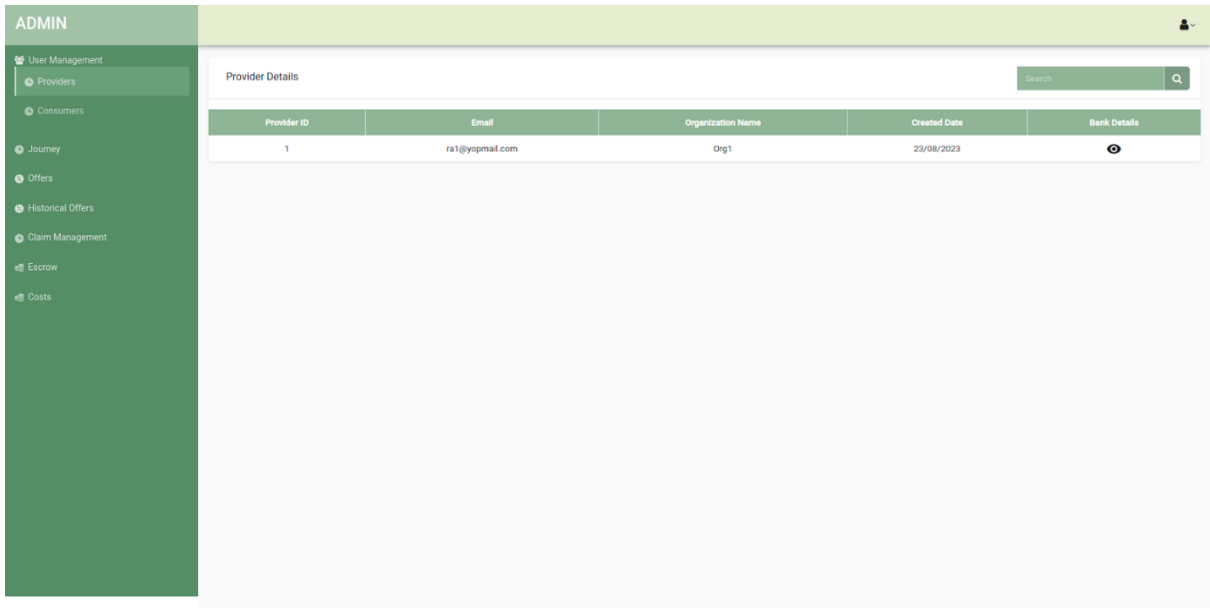 ADMIN
User Management
Providers
Consumers
Journey
Offers
Historical Offers
Claim Management
Escrow
Costs
Provider Details
Search
Provider ID Email Organization Name Created Date Bank Details
1 ra1@yopmail.com Org1 23/08/2023